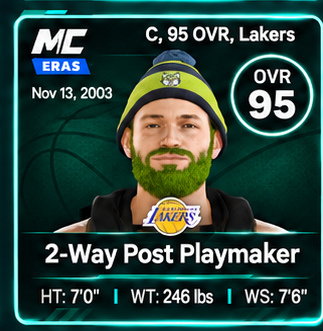 MC
ERAS
C, 95 OVR, Lakers
Nov 13, 2003
OVR
95
LAKERS
2-Way Post Playmaker
HT: 7'0" | WT: 246 lbs | WS: 7'6"